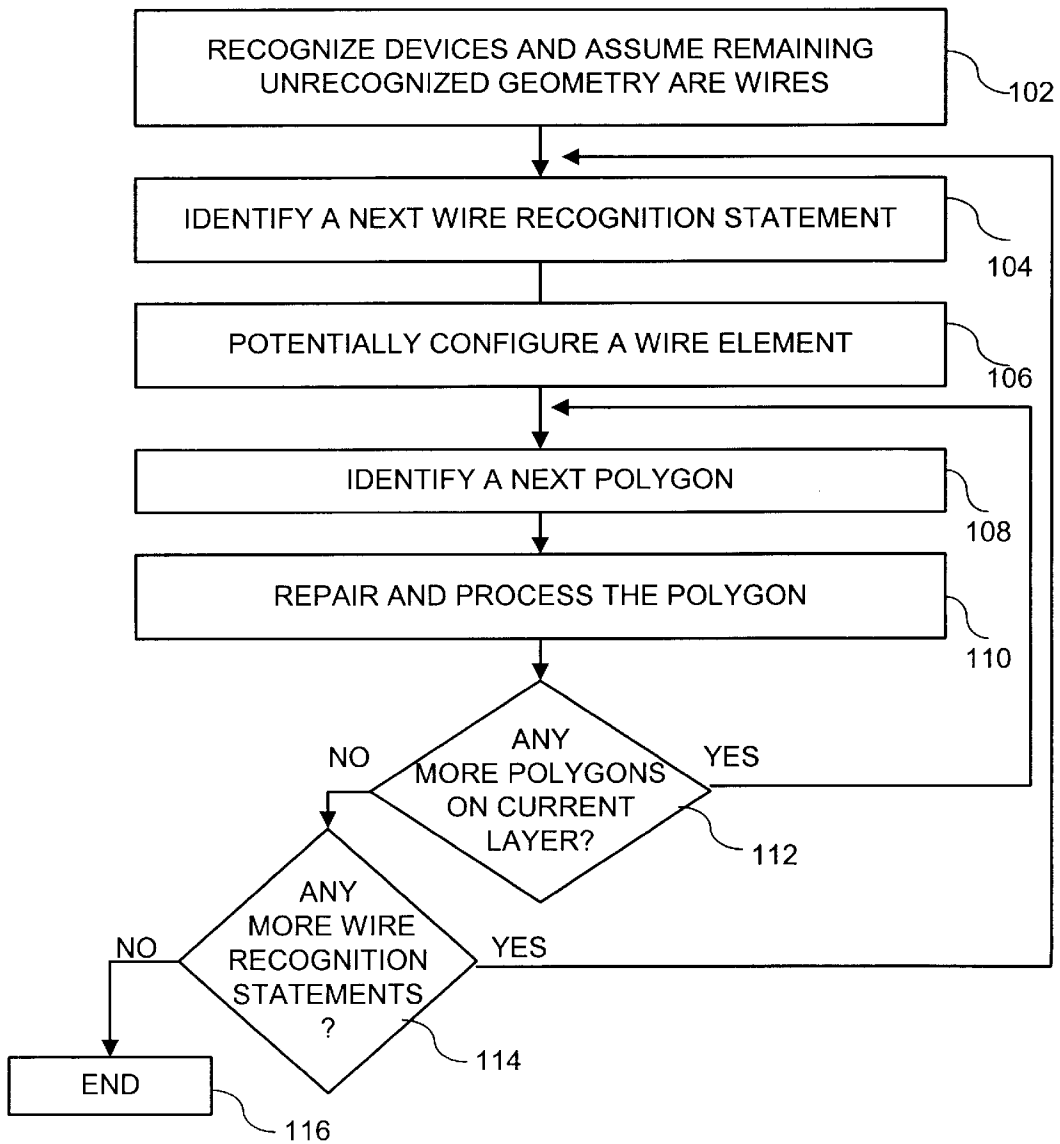 RECOGNIZE DEVICES AND ASSUME REMAINING
UNRECOGNIZED GEOMETRY ARE WIRES
102
IDENTIFY A NEXT WIRE RECOGNITION STATEMENT
104
POTENTIALLY CONFIGURE A WIRE ELEMENT
106
IDENTIFY A NEXT POLYGON
108
REPAIR AND PROCESS THE POLYGON
110
NO
ANY
MORE POLYGONS
ON CURRENT
LAYER?
YES
112
NO
ANY
MORE WIRE
RECOGNITION
STATEMENTS
?
YES
114
END
116